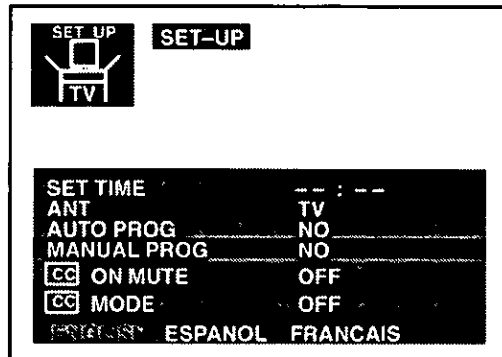 SET UP
TV
SET-UP
SET TIME -- : --
ANT TV
AUTO PROG NO
MANUAL PROG NO
CC ON MUTE OFF
CC MODE OFF
ESPANOL FRANCAIS